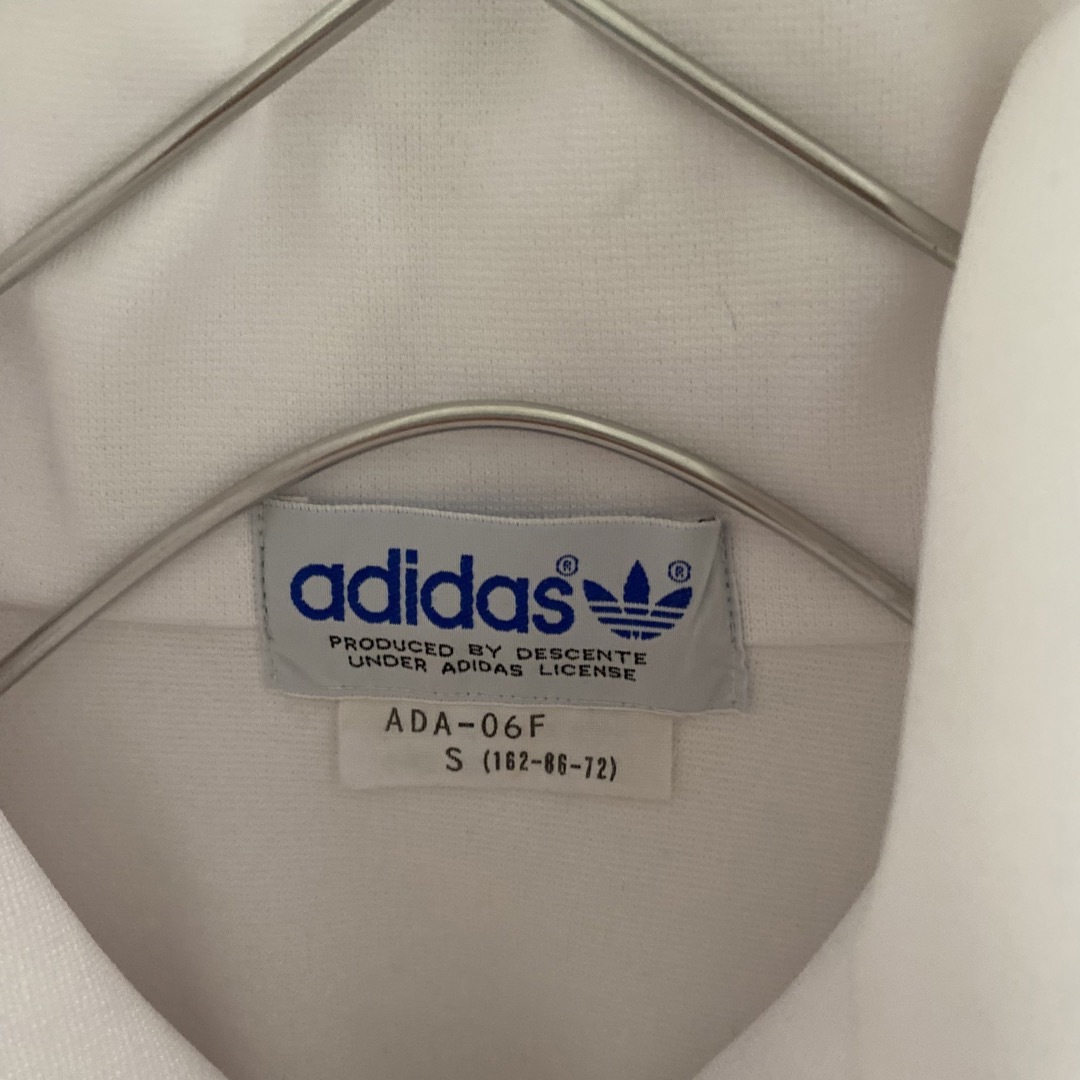 adidas®®
PRODUCED BY DESCENTE
UNDER ADIDAS LICENSE
ADA-06F
S (162-86-72)